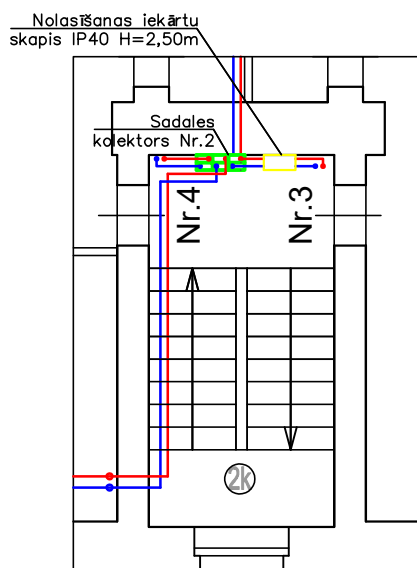 Nolasīšanas iekārtu
skapis IP40 H=2,50m
Sadales
kolektors Nr.2
Nr.4
Nr.3
2k